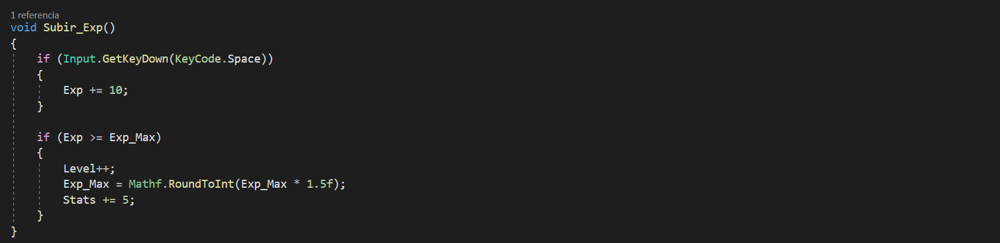 1 referencia
void Subir_Exp()
{
if (Input.GetKeyDown(KeyCode.Space))
{
Exp += 10;
}
if (Exp >= Exp_Max)
{
Level++;
Exp_Max = Mathf.RoundToInt(Exp_Max * 1.5f);
Stats += 5;
}
}